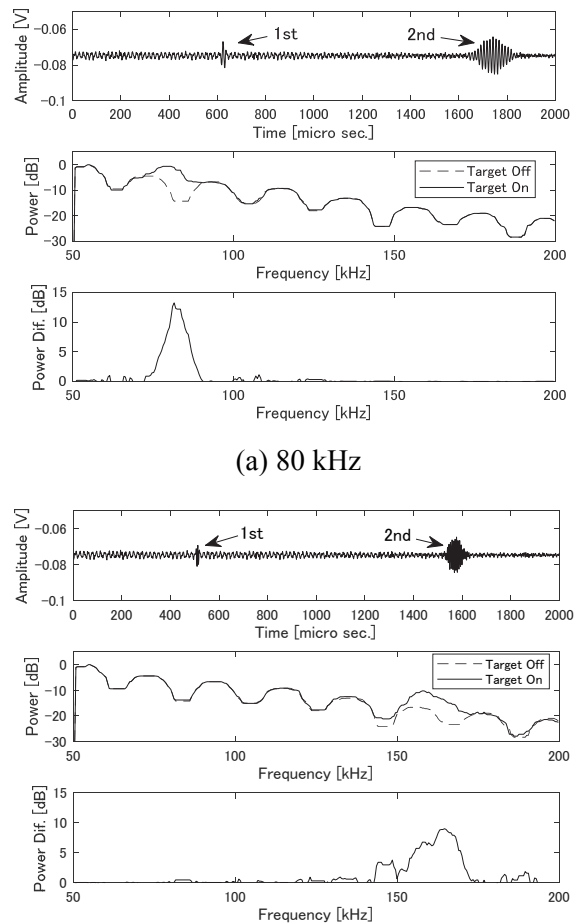 Amplitude [V]
-0.06
-0.08
-0.1
1st
2nd
0 200 400 600 800 1000 1200 1400 1600 1800 2000
Time [micro sec.]
Power [dB]
0
-10
-20
-30
Target Off
Target On
50 100 150 200
Frequency [kHz]
Power Dif. [dB]
15
10
5
0
50 100 150 200
Frequency [kHz]
(a) 80 kHz
Amplitude [V]
-0.06
-0.08
-0.1
1st
2nd
0 200 400 600 800 1000 1200 1400 1600 1800 2000
Time [micro sec.]
Power [dB]
0
-10
-20
-30
Target Off
Target On
50 100 150 200
Frequency [kHz]
Power Dif. [dB]
15
10
5
0
50 100 150 200
Frequency [kHz]